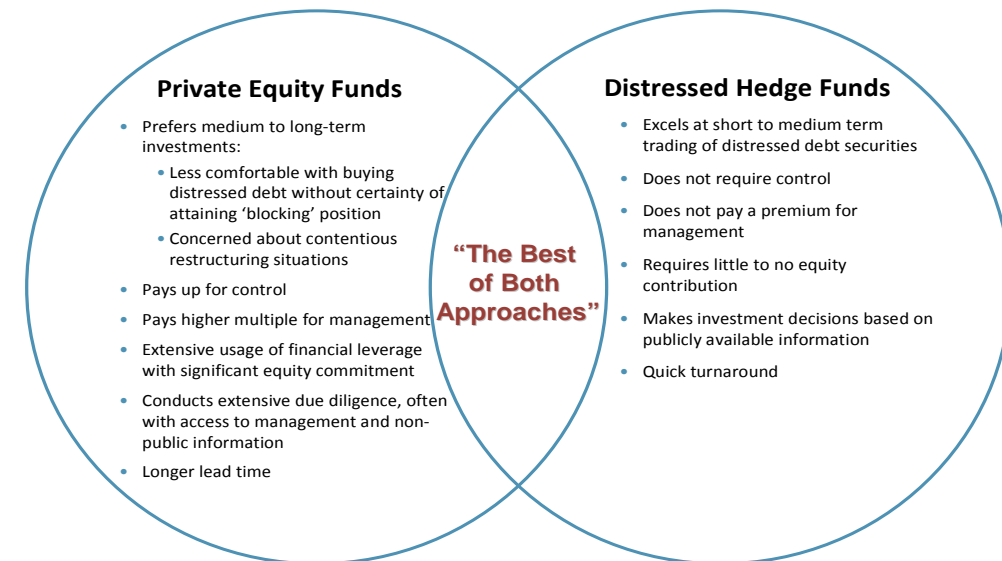 Private Equity Funds
• Prefers medium to long-term
investments:
• Less comfortable with buying
distressed debt without certainty of
attaining ‘blocking’ position
• Concerned about contentious
restructuring situations
• Pays up for control
• Pays higher multiple for management
• Extensive usage of financial leverage
with significant equity commitment
• Conducts extensive due diligence, often
with access to management and non-
public information
• Longer lead time
“The Best
of Both
Approaches”
Distressed Hedge Funds
• Excels at short to medium term
trading of distressed debt securities
• Does not require control
• Does not pay a premium for
management
• Requires little to no equity
contribution
• Makes investment decisions based on
publicly available information
• Quick turnaround